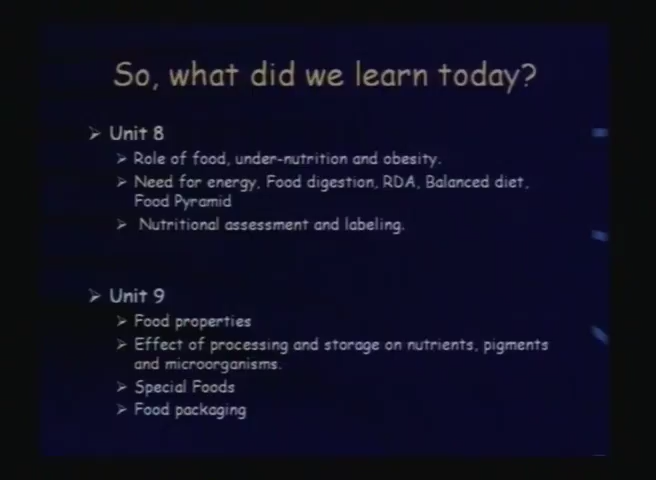 So, what did we learn today?
➢ Unit 8
➢ Role of food, under-nutrition and obesity.
➢ Need for energy, Food digestion, RDA, Balanced diet,
Food Pyramid
➢ Nutritional assessment and labeling.
➢ Unit 9
➢ Food properties
➢ Effect of processing and storage on nutrients, pigments
and microorganisms.
➢ Special Foods
➢ Food packaging